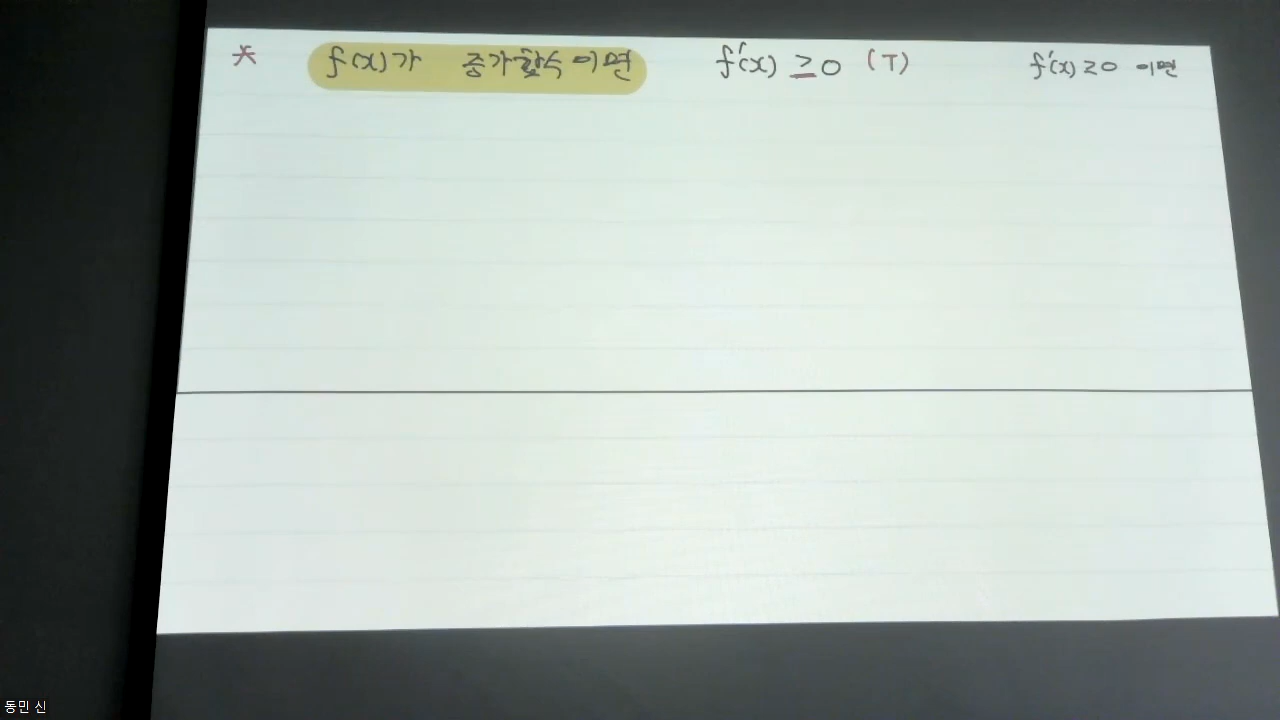 * f(x)가 증가함수이면 f'(x) ≥ 0 (T) f'(x) ≥ 0 이면
동민 신